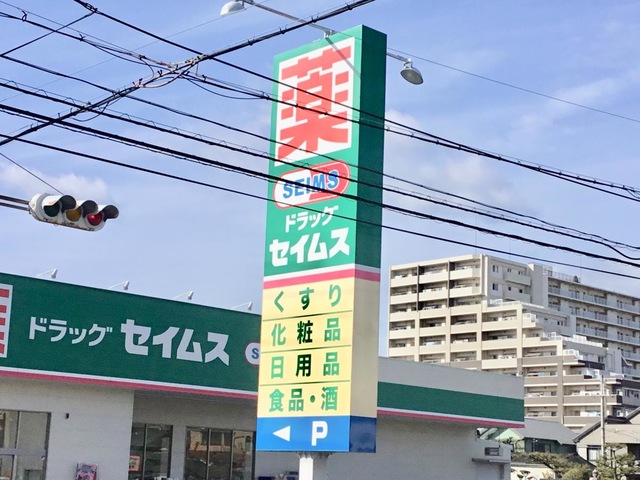 薬
SEIMS
ドラッグ
セイムス
くすり
化粧品
日用品
食品・酒
◀ P
薬
ドラッグ セイムス
S